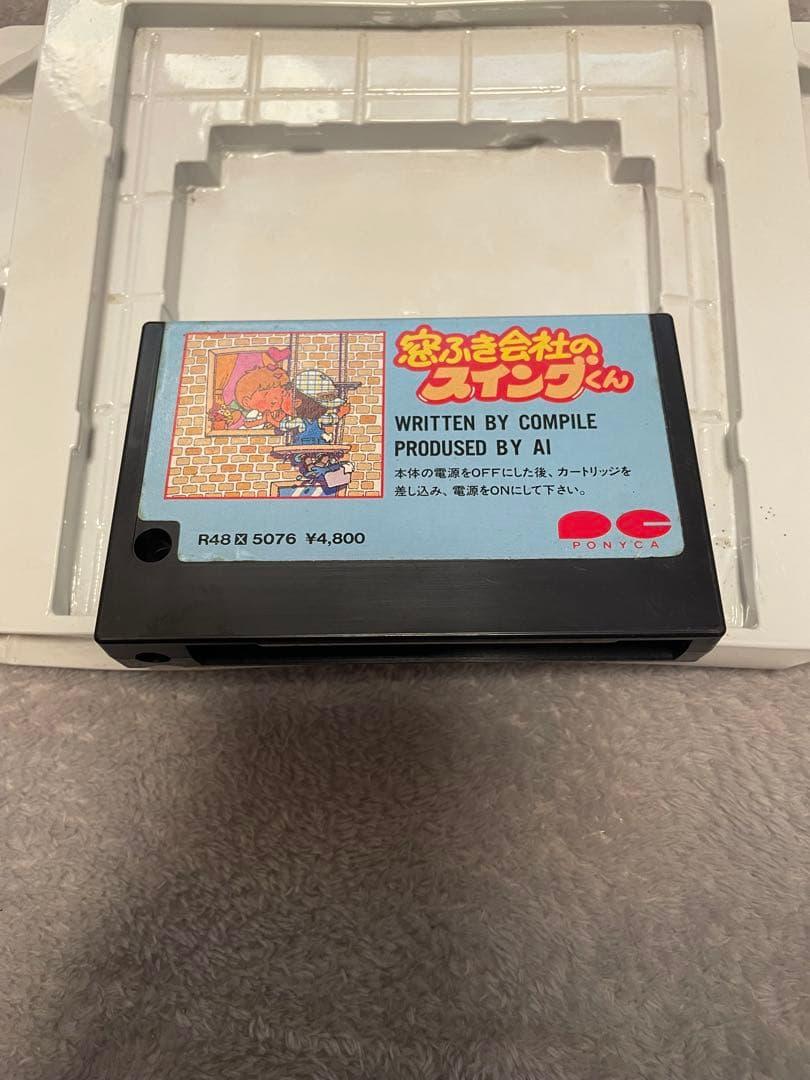 窓ふき会社の
スイングくん
WRITTEN BY COMPILE
PRODUSED BY AI
本体の電源をOFFにした後、カートリッジを
差し込み、電源をONにして下さい。
R48X5076 ¥4,800
PC
PONYCA